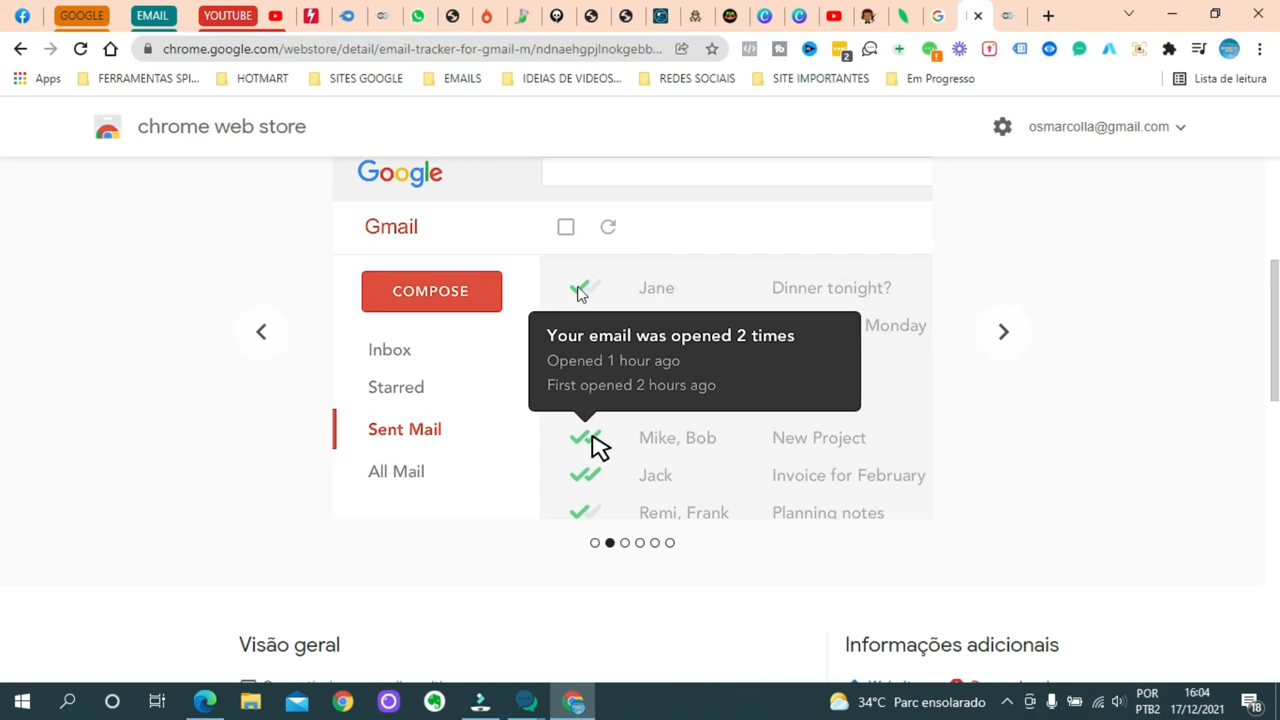 GOOGLE EMAIL YOUTUBE
chrome.google.com/webstore/detail/email-tracker-for-gmail-m/ndnaehgpjlnokgebb...
Apps FERRAMENTAS SPI... HOTMART SITES GOOGLE EMAILS IDEIAS DE VIDEOS... REDES SOCIAIS SITE IMPORTANTES Em Progresso Lista de leitura
chrome web store osmarcolla@gmail.com
Google
Gmail
COMPOSE
Inbox
Starred
Sent Mail
All Mail
Jane Dinner tonight?
Monday
Your email was opened 2 times
Opened 1 hour ago
First opened 2 hours ago
Mike, Bob New Project
Jack Invoice for February
Remi, Frank Planning notes
Visão geral Informações adicionais
34°C Parc ensolarado
POR
PTB2
16:04
17/12/2021
18